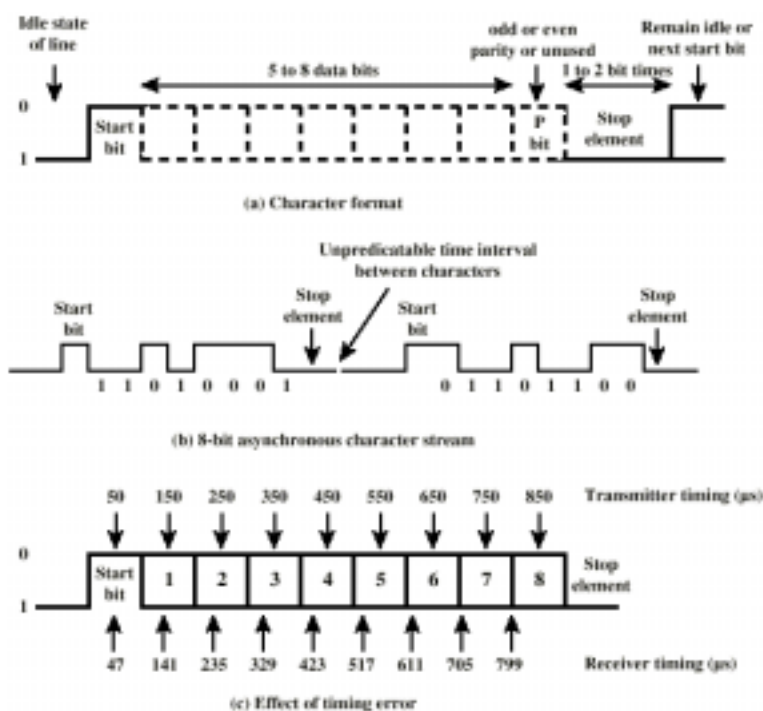 Idle state
of line
odd or even
parity or unused
Remain idle or
next start bit
5 to 8 data bits
1 to 2 bit times
0
Start
bit
P
bit
Stop
element
1
(a) Character format
Unpredicatable time interval
between characters
Start
bit
Stop
element
Start
bit
Stop
element
1 1 0 1 0 0 0 1
0 1 1 0 1 1 0 0
(b) 8-bit asynchronous character stream
50 150 250 350 450 550 650 750 850 Transmitter timing (μs)
0
Start
bit
1 2 3 4 5 6 7 8
Stop
element
1
47 141 235 329 423 517 611 705 799 Receiver timing (μs)
(c) Effect of timing error